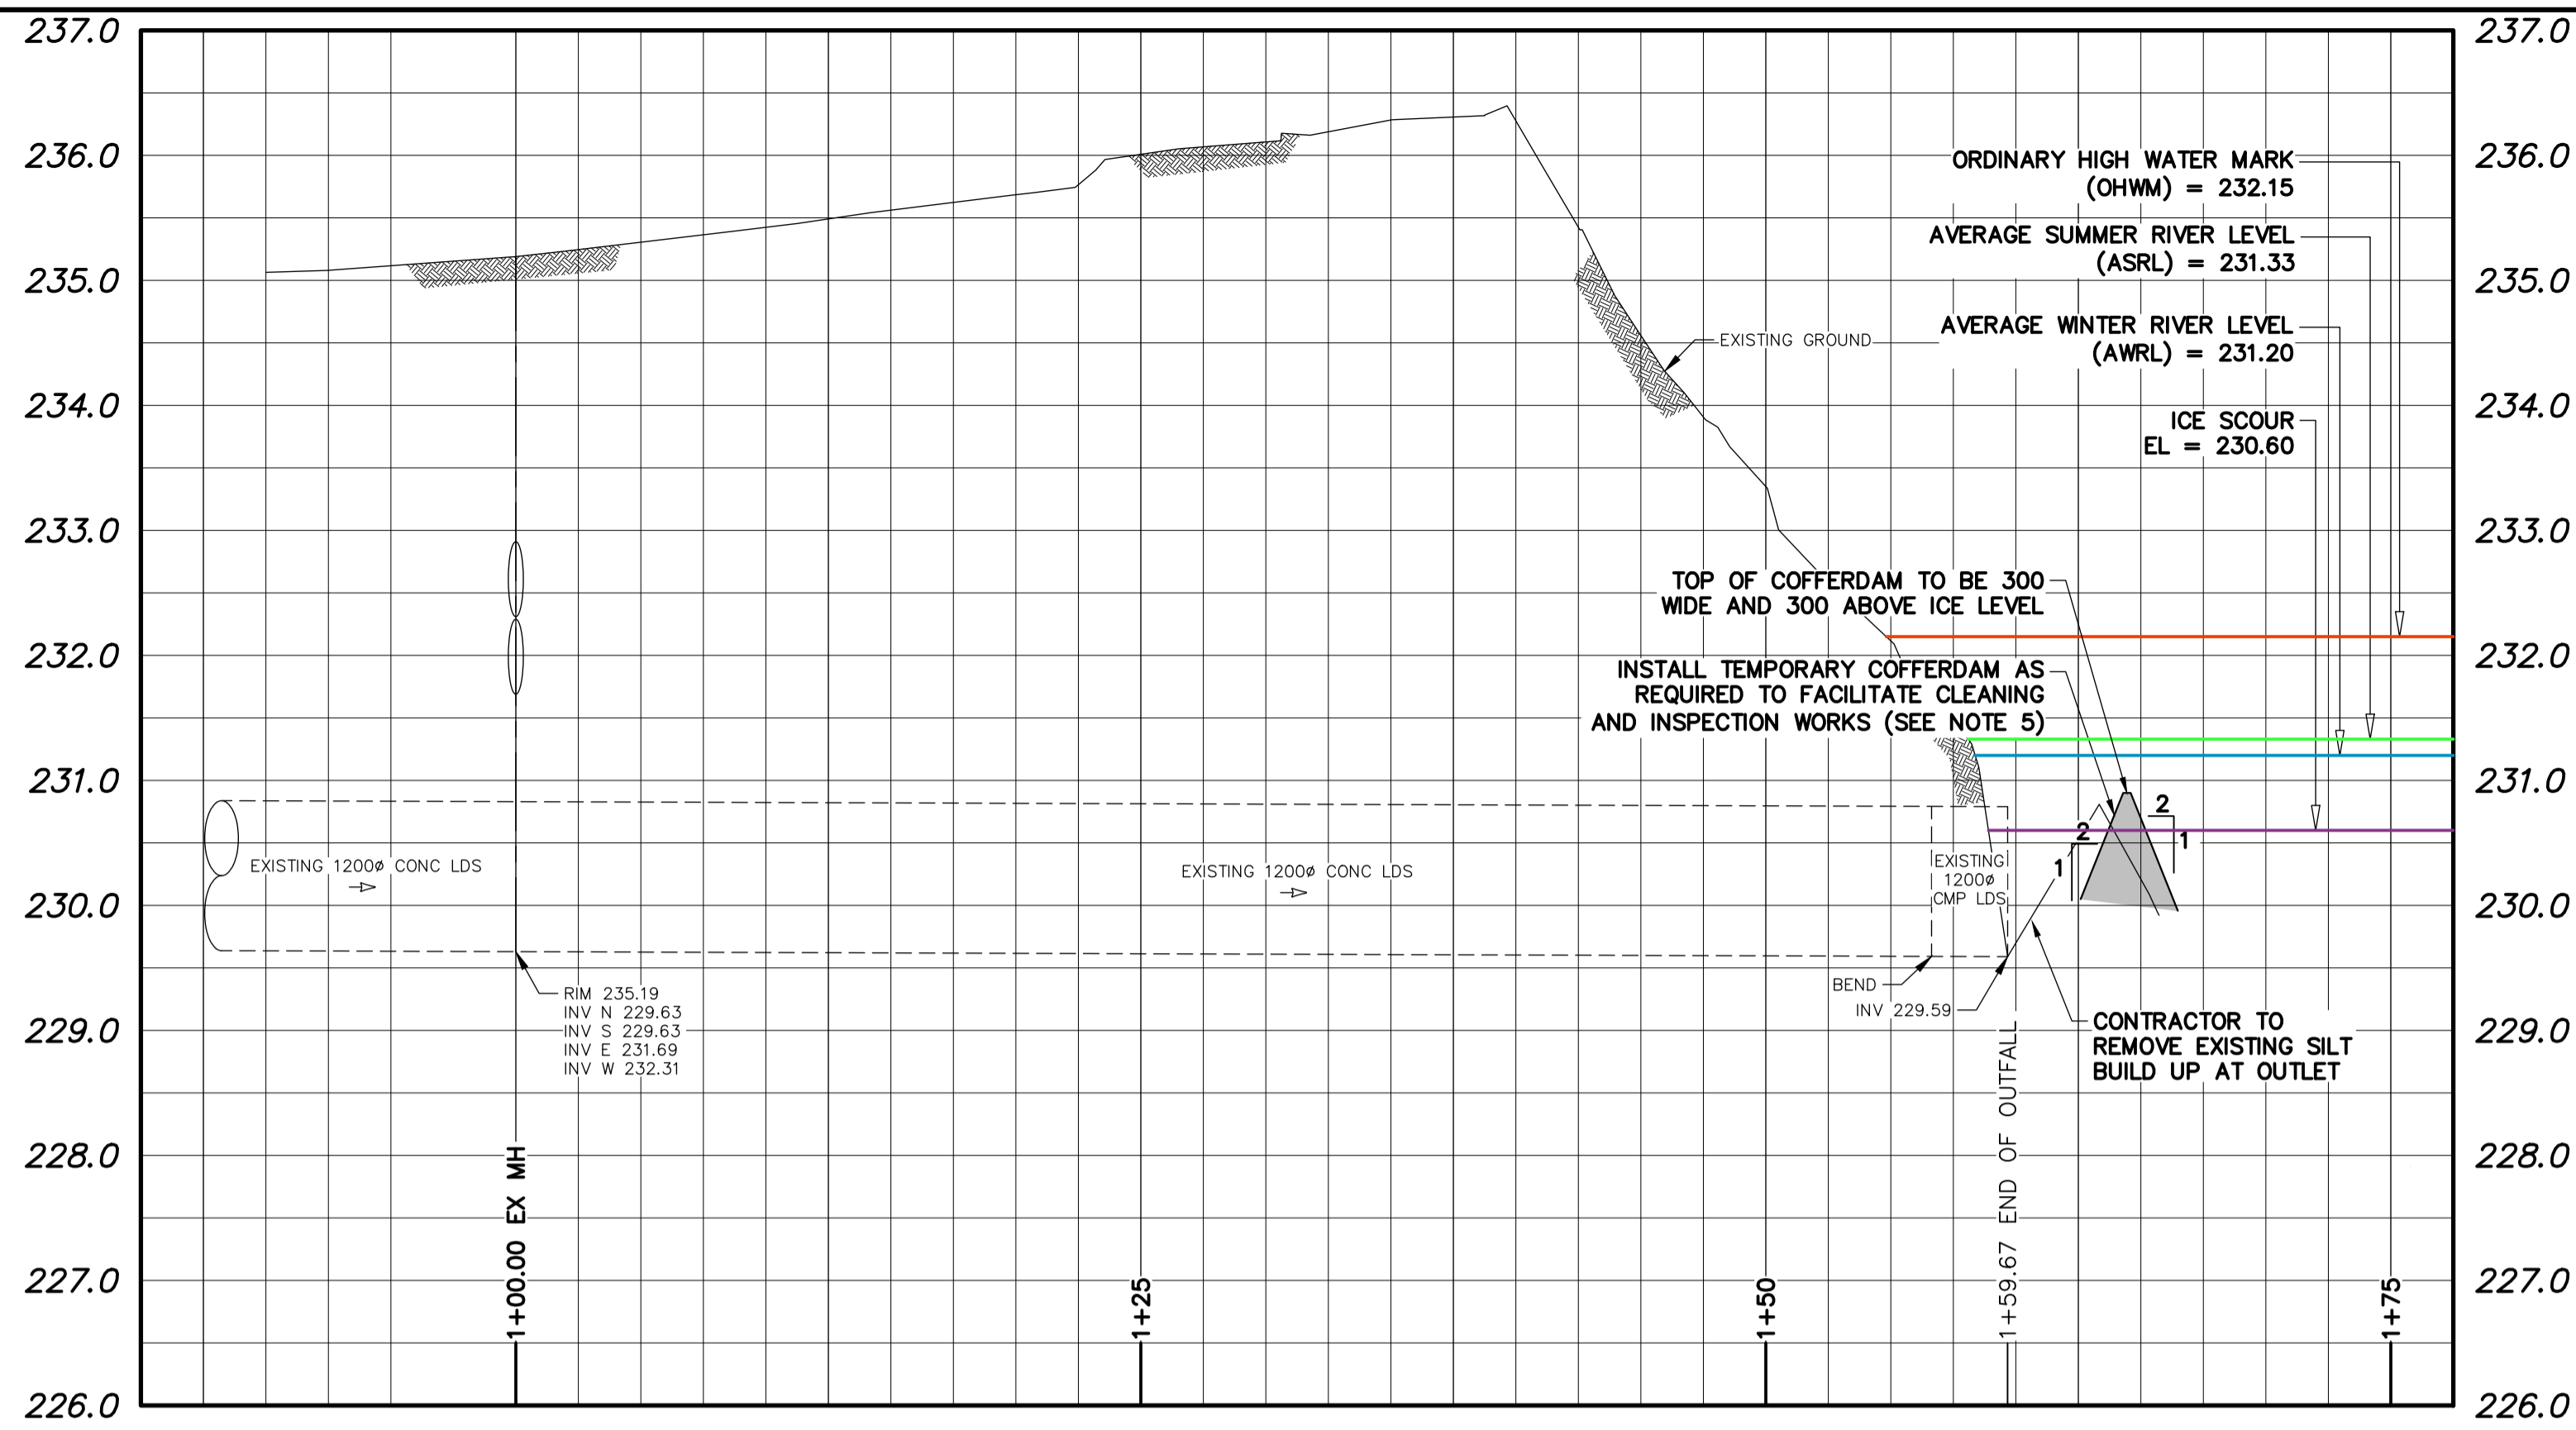 237.0
237.0
236.0
236.0
235.0
235.0
234.0
234.0
233.0
233.0
232.0
232.0
231.0
231.0
230.0
230.0
229.0
229.0
228.0
228.0
227.0
227.0
226.0
226.0
ORDINARY HIGH WATER MARK
(OHWM) = 232.15
AVERAGE SUMMER RIVER LEVEL
(ASRL) = 231.33
AVERAGE WINTER RIVER LEVEL
(AWRL) = 231.20
ICE SCOUR
EL = 230.60
EXISTING GROUND
TOP OF COFFERDAM TO BE 300
WIDE AND 300 ABOVE ICE LEVEL
INSTALL TEMPORARY COFFERDAM AS
REQUIRED TO FACILITATE CLEANING
AND INSPECTION WORKS (SEE NOTE 5)
2
1
2
1
EXISTING 1200ø CONC LDS
EXISTING 1200ø CONC LDS
EXISTING
1200ø
CMP LDS
RIM 235.19
INV N 229.63
INV S 229.63
INV E 231.69
INV W 232.31
BEND
INV 229.59
CONTRACTOR TO
REMOVE EXISTING SILT
BUILD UP AT OUTLET
1+00.00 EX MH
1+25
1+50
1+59.67 END OF OUTFALL
1+75